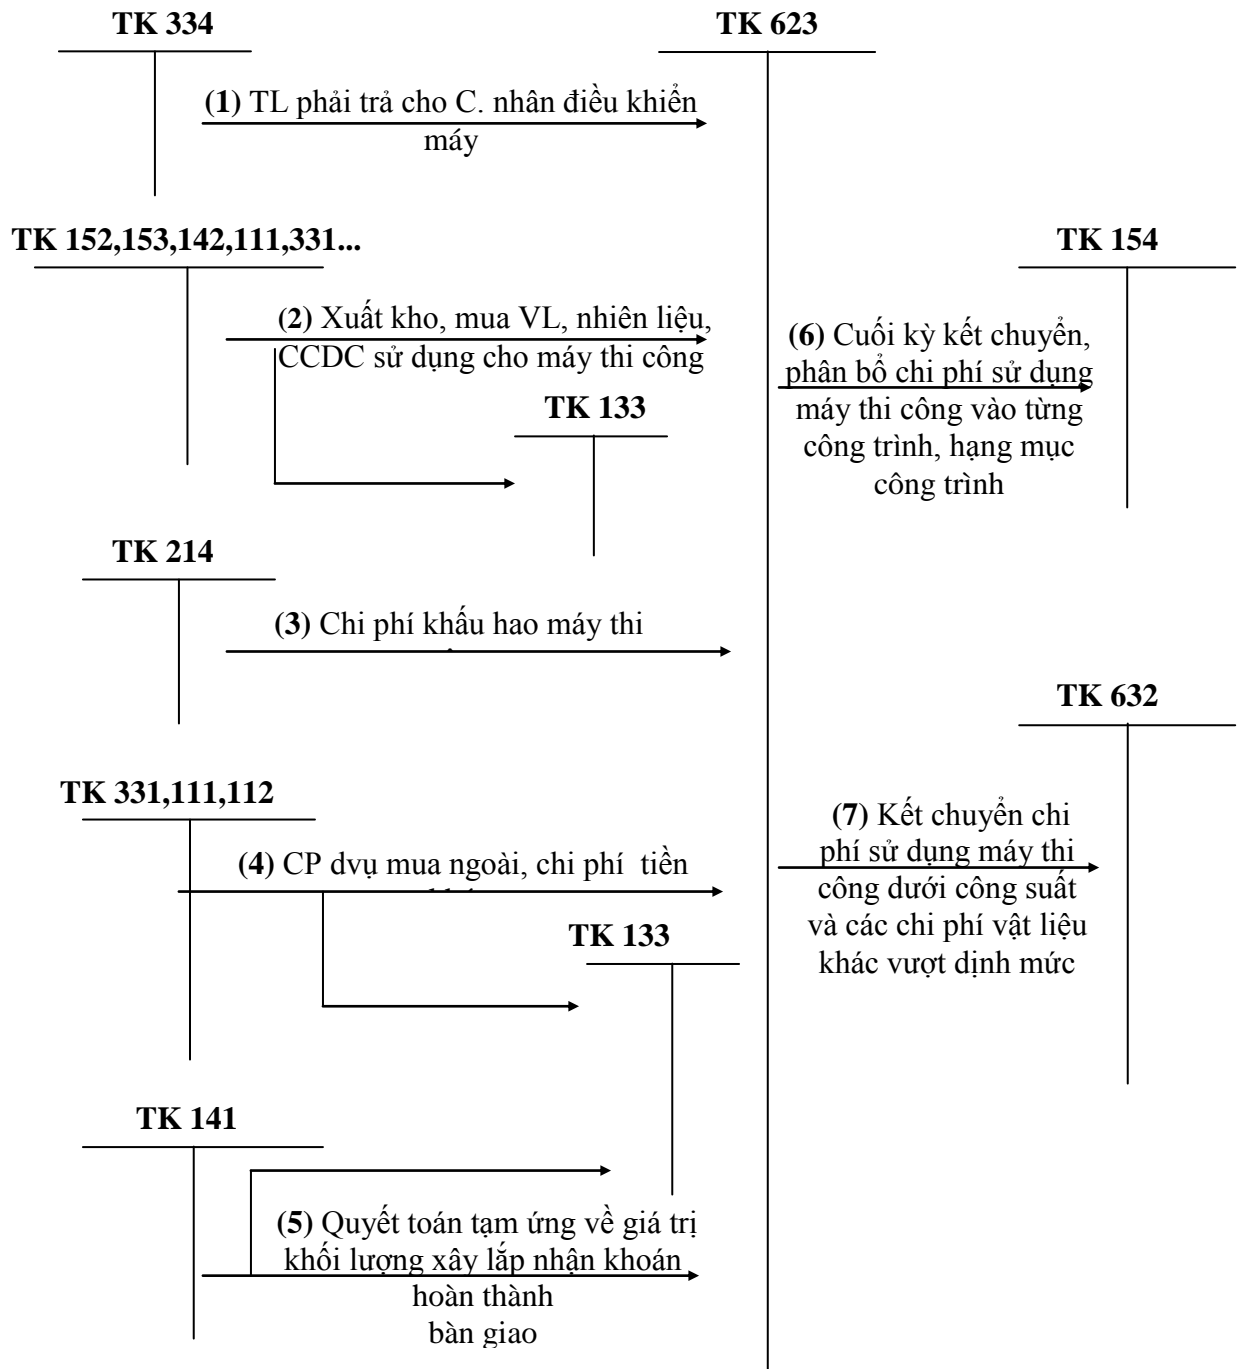 TK 334
TK 623
(1) TL phải trả cho C. nhân điều khiển
máy
TK 152,153,142,111,331...
TK 154
(2) Xuất kho, mua VL, nhiên liệu,
CCDC sử dụng cho máy thi công
TK 133
(6) Cuối kỳ kết chuyển,
phân bổ chi phí sử dụng
máy thi công vào từng
công trình, hạng mục
công trình
TK 214
(3) Chi phí khấu hao máy thi
TK 632
TK 331,111,112
(4) CP dvụ mua ngoài, chi phí tiền
TK 133
(7) Kết chuyển chi
phí sử dụng máy thi
công dưới công suất
và các chi phí vật liệu
khác vượt dịnh mức
TK 141
(5) Quyết toán tạm ứng về giá trị
khối lượng xây lắp nhận khoán
hoàn thành
bàn giao